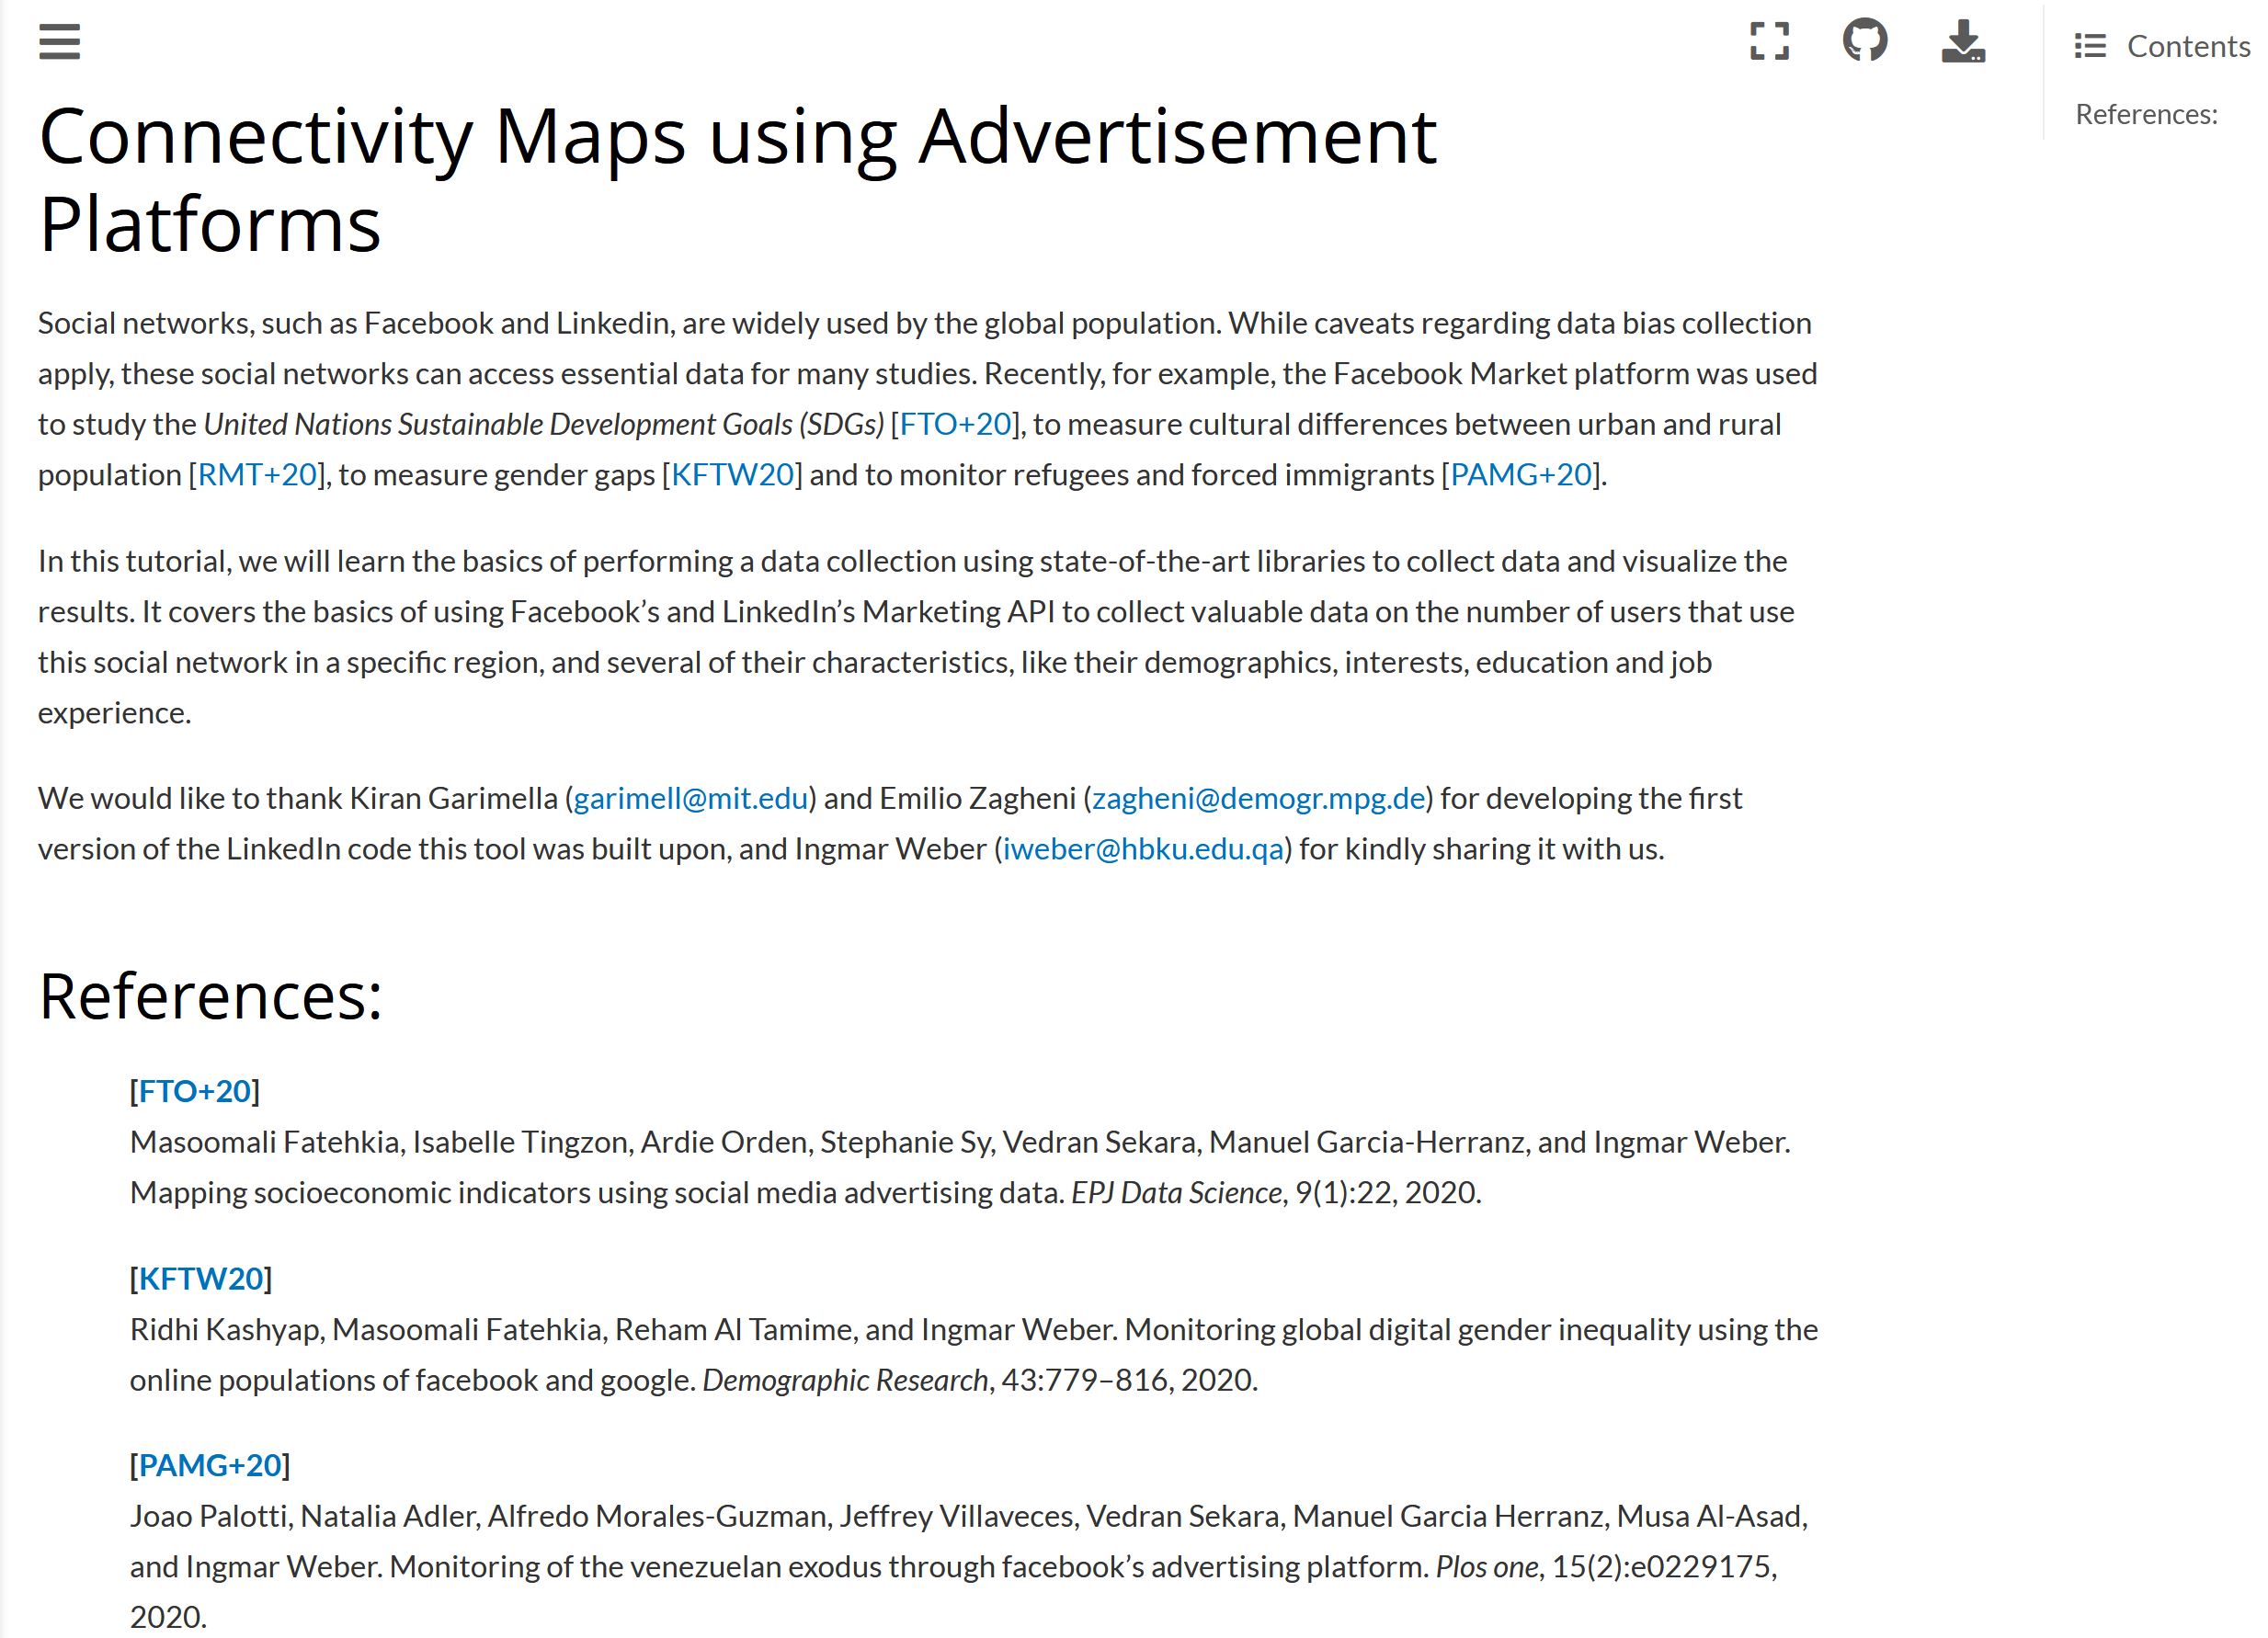 Contents
References:
Connectivity Maps using Advertisement
Platforms
Social networks, such as Facebook and Linkedin, are widely used by the global population. While caveats regarding data bias collection
apply, these social networks can access essential data for many studies. Recently, for example, the Facebook Market platform was used
to study the United Nations Sustainable Development Goals (SDGs) [FTO+20], to measure cultural differences between urban and rural
population [RMT+20], to measure gender gaps [KFTW20] and to monitor refugees and forced immigrants [PAMG+20].
In this tutorial, we will learn the basics of performing a data collection using state-of-the-art libraries to collect data and visualize the
results. It covers the basics of using Facebook’s and LinkedIn’s Marketing API to collect valuable data on the number of users that use
this social network in a specific region, and several of their characteristics, like their demographics, interests, education and job
experience.
We would like to thank Kiran Garimella (garimell@mit.edu) and Emilio Zagheni (zagheni@demogr.mpg.de) for developing the first
version of the LinkedIn code this tool was built upon, and Ingmar Weber (iweber@hbku.edu.qa) for kindly sharing it with us.
References:
[FTO+20]
Masoomali Fatehkia, Isabelle Tingzon, Ardie Orden, Stephanie Sy, Vedran Sekara, Manuel Garcia-Herranz, and Ingmar Weber.
Mapping socioeconomic indicators using social media advertising data. EPJ Data Science, 9(1):22, 2020.
[KFTW20]
Ridhi Kashyap, Masoomali Fatehkia, Reham Al Tamime, and Ingmar Weber. Monitoring global digital gender inequality using the
online populations of facebook and google. Demographic Research, 43:779–816, 2020.
[PAMG+20]
Joao Palotti, Natalia Adler, Alfredo Morales-Guzman, Jeffrey Villaveces, Vedran Sekara, Manuel Garcia Herranz, Musa Al-Asad,
and Ingmar Weber. Monitoring of the venezuelan exodus through facebook’s advertising platform. Plos one, 15(2):e0229175,
2020.